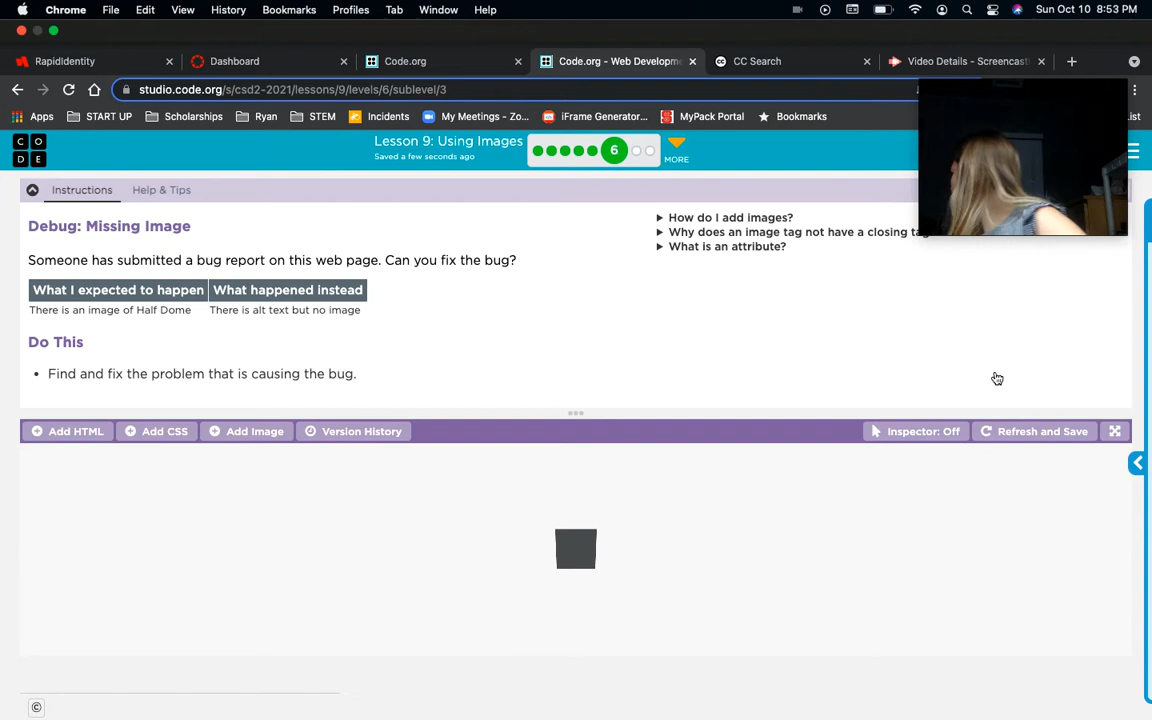 Chrome File Edit View History Bookmarks Profiles Tab Window Help Sun Oct 10 8:53 PM
RapidIdentity Dashboard Code.org Code.org - Web Developm CC Search Video Details - Screencasti
studio.code.org/s/csd2-2021/lessons/9/levels/6/sublevel/3
Apps START UP Scholarships Ryan STEM Incidents My Meetings - Zo... iFrame Generator... MyPack Portal Bookmarks List
C O
D E
Lesson 9: Using Images
Saved a few seconds ago
6
MORE
Instructions Help & Tips
Debug: Missing Image
Someone has submitted a bug report on this web page. Can you fix the bug?
What I expected to happen What happened instead
There is an image of Half Dome There is alt text but no image
Do This
• Find and fix the problem that is causing the bug.
How do I add images?
Why does an image tag not have a closing tag
What is an attribute?
Add HTML Add CSS Add Image Version History Inspector: Off Refresh and Save
©